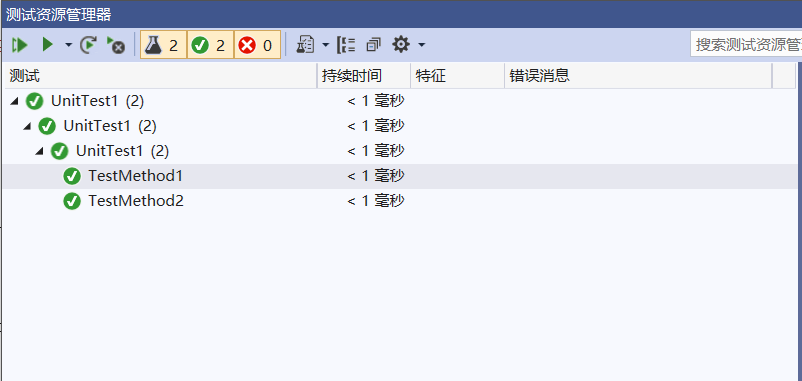 测试资源管理器
2 2 0 搜索测试资源管
测试 持续时间 特征 错误消息
UnitTest1 (2) < 1 毫秒
UnitTest1 (2) < 1 毫秒
UnitTest1 (2) < 1 毫秒
TestMethod1 < 1 毫秒
TestMethod2 < 1 毫秒